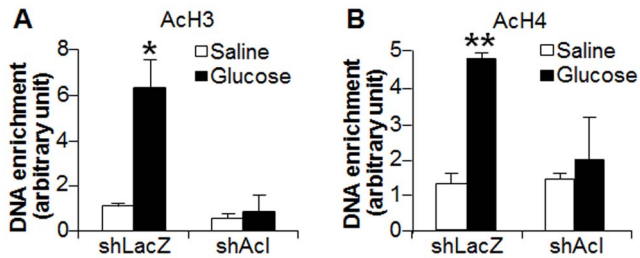 A
AcH3
DNA enrichment
(arbitrary unit)
8
6
4
2
0
*
Saline
Glucose
shLacZ shAcl
B
AcH4
DNA enrichment
(arbitrary unit)
5
4
3
2
1
0
**
Saline
Glucose
shLacZ shAcl